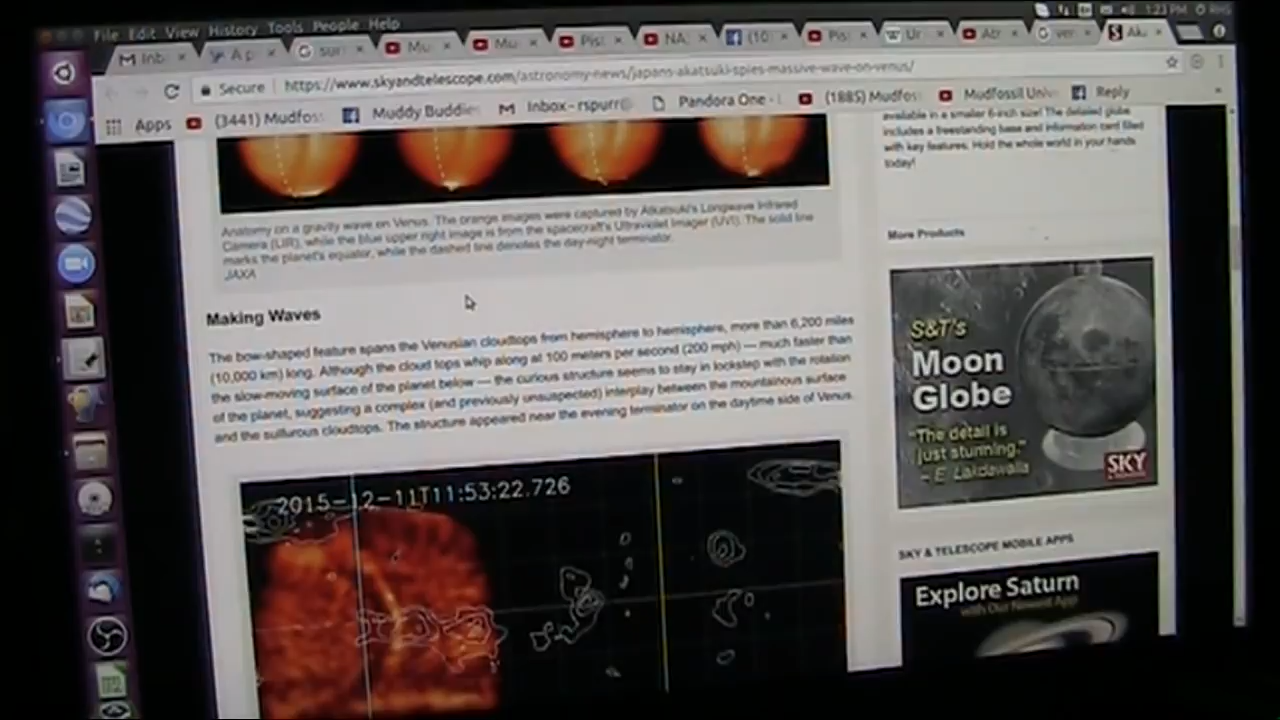 File Edit View History Tools People Help
1:23 PM
Secure https://www.skyandtelescope.com/astronomy-news/japans-akatsuki-spies-massive-wave-on-venus/
Apps (3441) Mudfoss Muddy Buddies Inbox - rspurr@ Pandora One - L (1885) Mudfoss Mudfossil Univ Reply
Anatomy on a gravity wave on Venus. The orange images were captured by Atkatsuki's Longwave Infrared
Camera (LIR), while the blue upper right image is from the spacecraft's Ultraviolet Imager (UVI). The solid line
marks the planet's equator, while the dashed line denotes the day-night terminator.
JAXA
Making Waves
The bow-shaped feature spans the Venusian cloudtops from hemisphere to hemisphere, more than 6,200 miles
(10,000 km) long. Although the cloud tops whip along at 100 meters per second (200 mph) — much faster than
the slow-moving surface of the planet below — the curious structure seems to stay in lockstep with the rotation
of the planet, suggesting a complex (and previously unsuspected) interplay between the mountainous surface
and the sulfurous cloudtops. The structure appeared near the evening terminator on the daytime side of Venus.
2015-12-11T11:53:22.726
available in a smaller 6-inch size! The detailed globe
includes a freestanding base and information card filled
with key features. Hold the whole world in your hands
today!
More Products
S&T's
Moon
Globe
"The detail is
just stunning."
– E. Lakdawalla
SKY
SKY & TELESCOPE MOBILE APPS
Explore Saturn
with Our Newest App